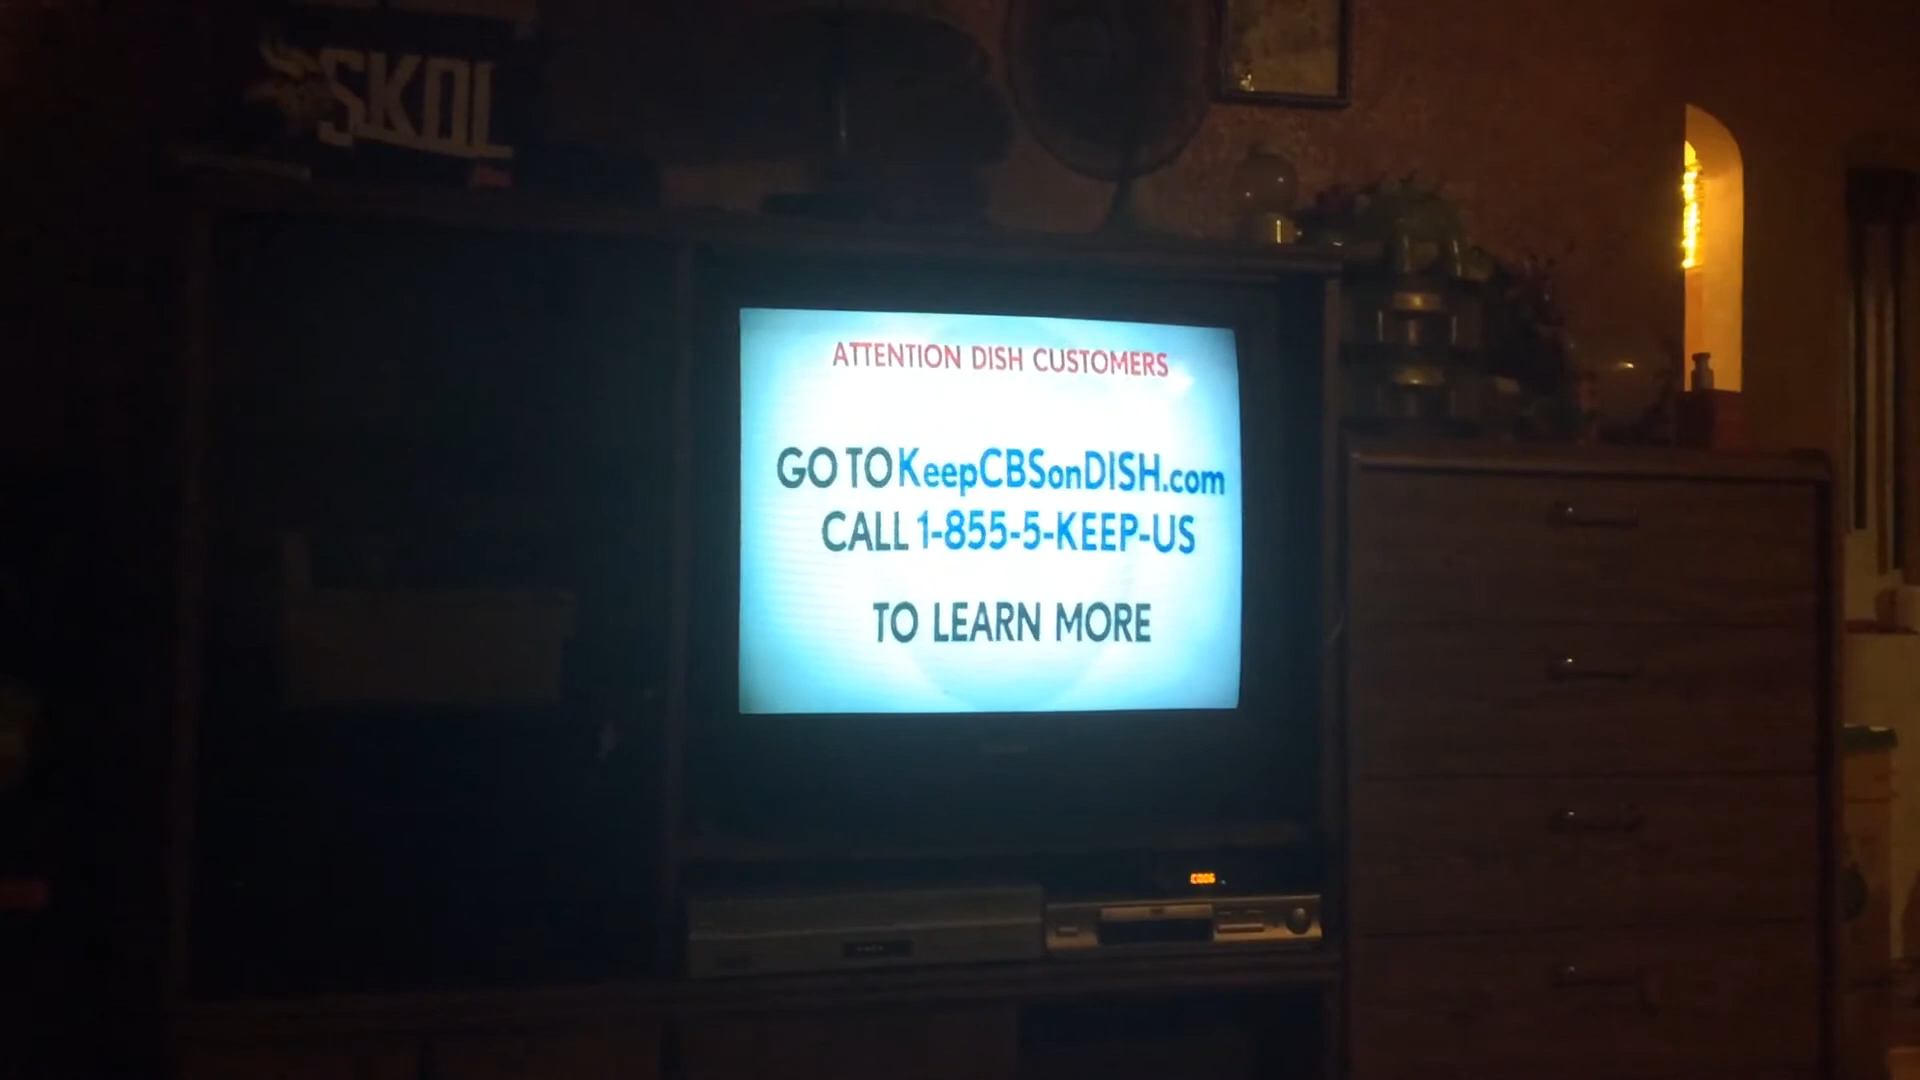 SKOL
ATTENTION DISH CUSTOMERS
GO TO KeepCBSonDISH.com
CALL 1-855-5-KEEP-US
TO LEARN MORE